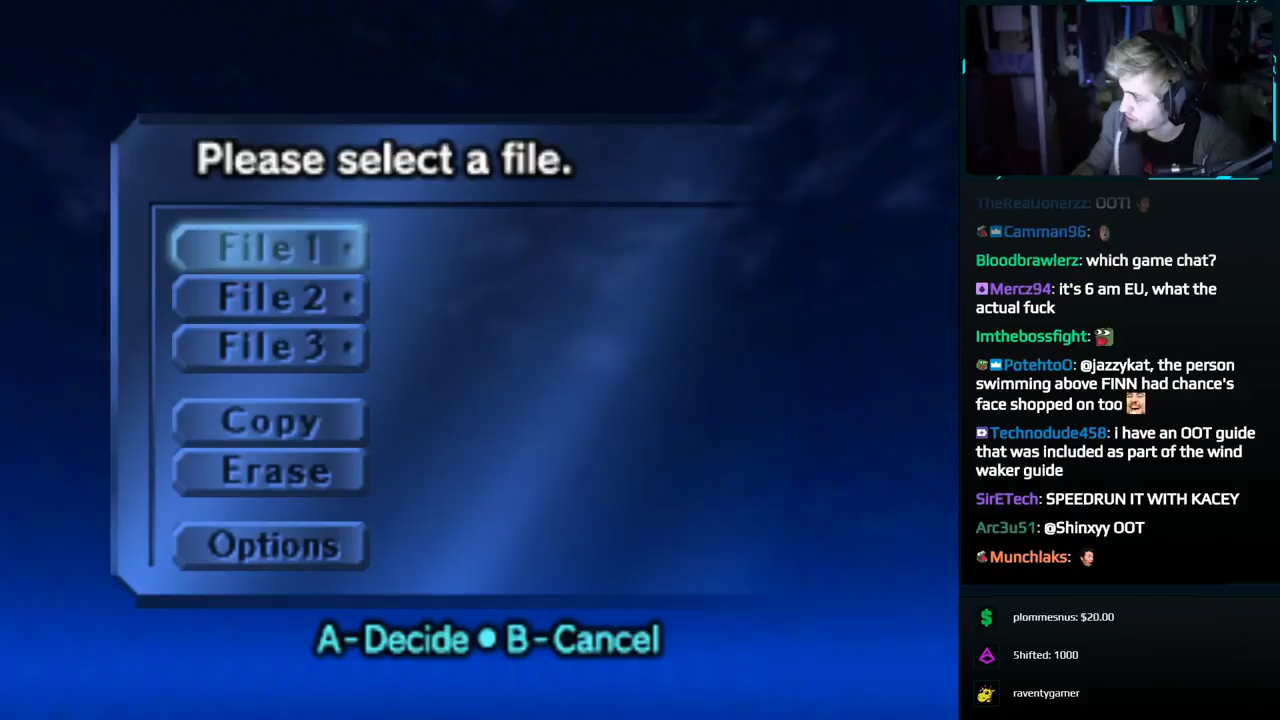 Please select a file.
File 1
File 2
File 3
Copy
Erase
Options
A-Decide • B-Cancel
TheRealJonerzz: OOT!
Camman96:
Bloodbrawlerz: which game chat?
Mercz94: it's 6 am EU, what the
actual fuck
Imthebossfight:
PotehtoO: @jazzykat, the person
swimming above FINN had chance's
face shopped on too
Technodude458: i have an OOT guide
that was included as part of the wind
waker guide
SirETech: SPEEDRUN IT WITH KACEY
Arc3u51: @Shinxyy OOT
Munchlaks:
plommesnus: $20.00
5hifted: 1000
raventygamer